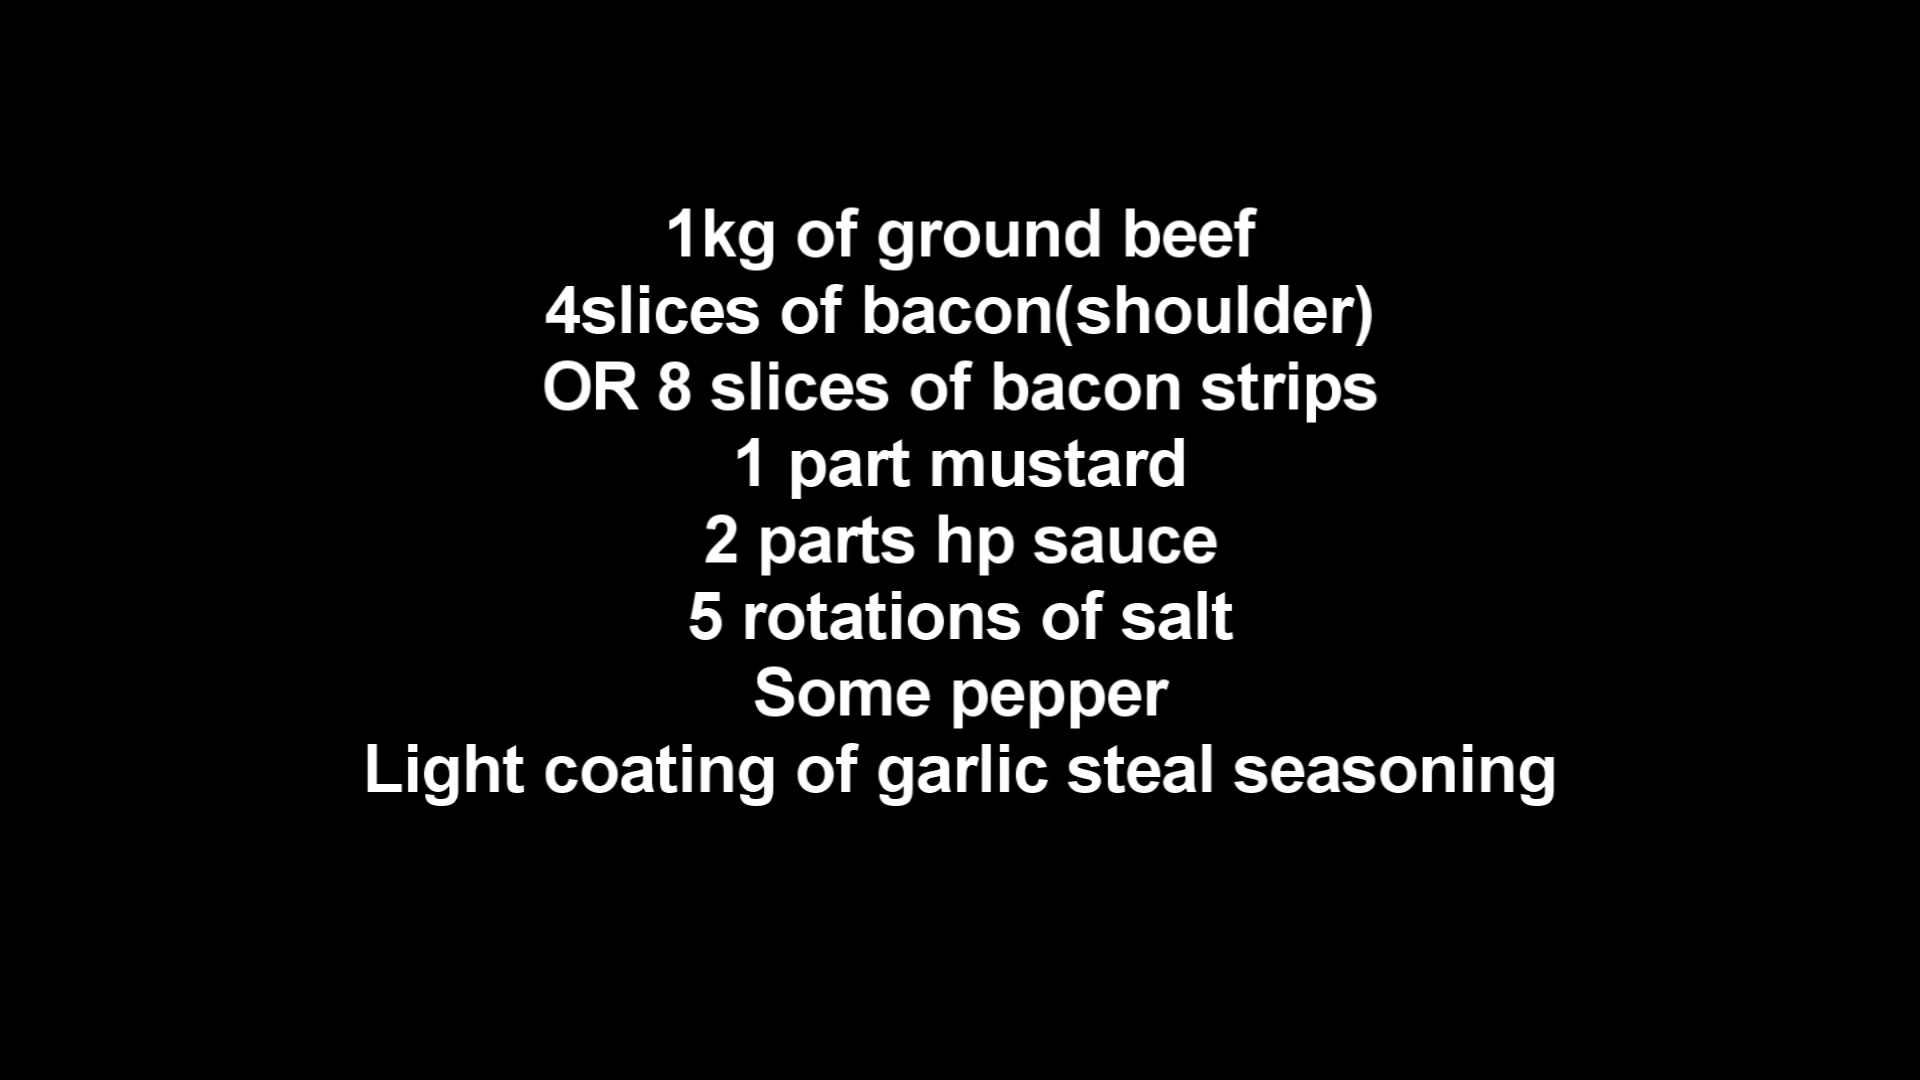 1kg of ground beef
4slices of bacon(shoulder)
OR 8 slices of bacon strips
1 part mustard
2 parts hp sauce
5 rotations of salt
Some pepper
Light coating of garlic steal seasoning